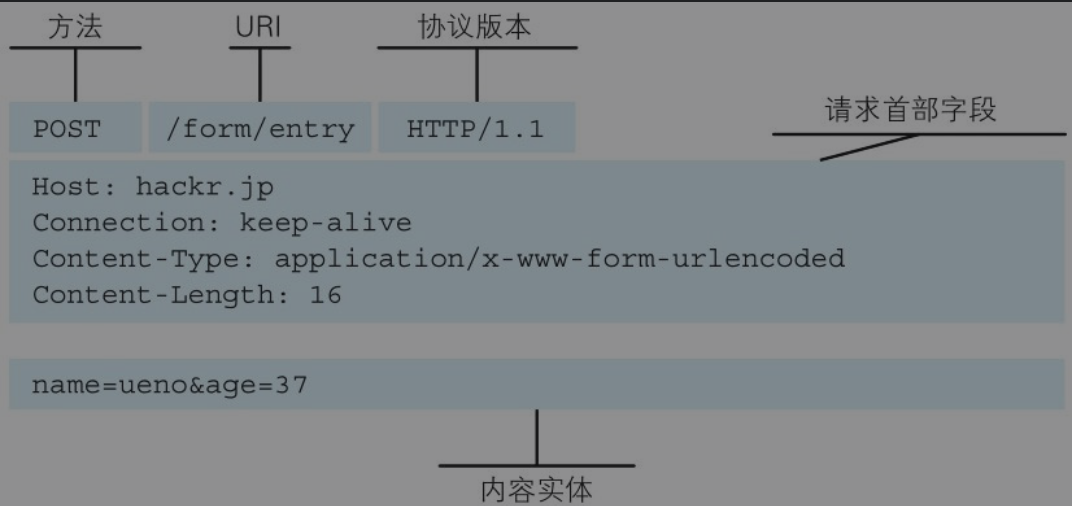 方法 URI 协议版本
请求首部字段
POST /form/entry HTTP/1.1
Host: hackr.jp
Connection: keep-alive
Content-Type: application/x-www-form-urlencoded
Content-Length: 16
name=ueno&age=37
内容实体